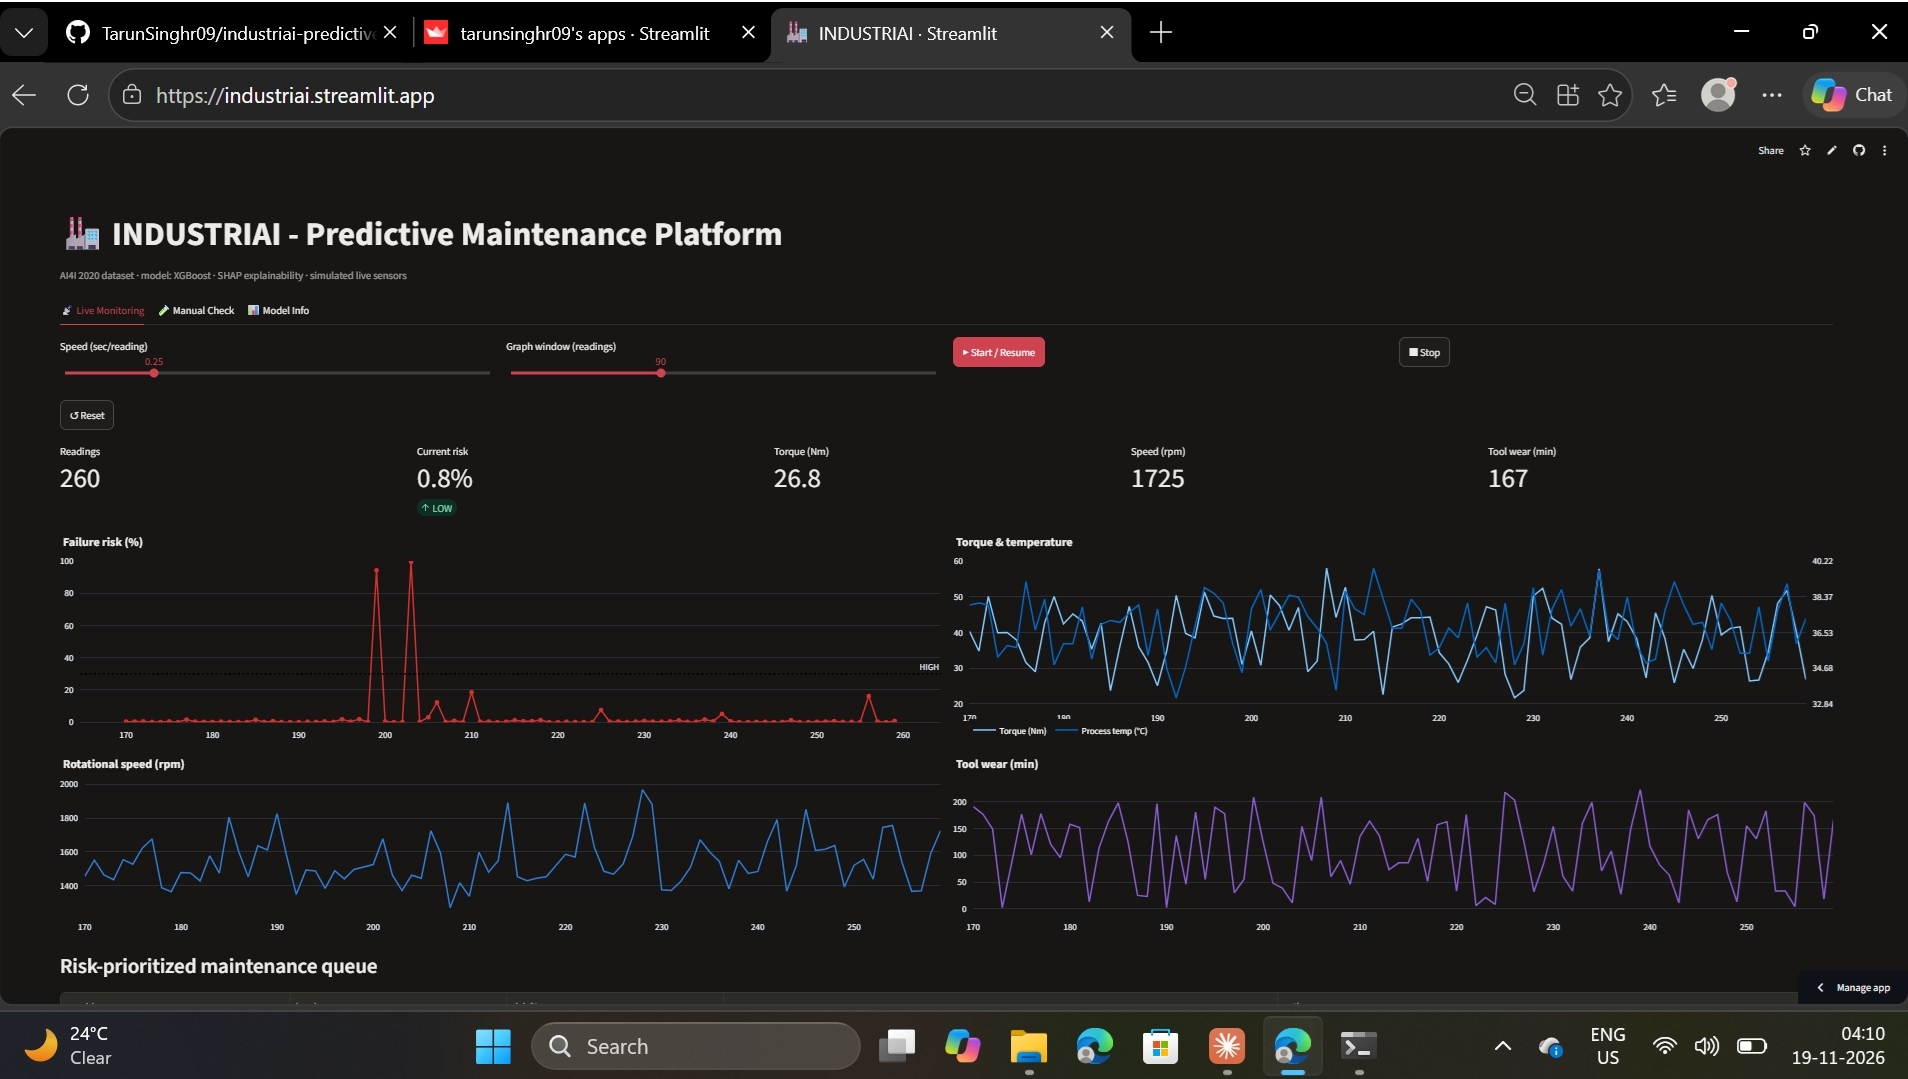 TarunSinghr09/industriai-predictive
tarunsinghr09's apps · Streamlit
INDUSTRIAI · Streamlit
https://industriai.streamlit.app
Chat
Share
INDUSTRIAI - Predictive Maintenance Platform
AI4I 2020 dataset · model: XGBoost · SHAP explainability · simulated live sensors
Live Monitoring
Manual Check
Model Info
Speed (sec/reading)
0.25
Graph window (readings)
90
Start / Resume
Stop
Reset
Readings
260
Current risk
0.8%
↑ LOW
Torque (Nm)
26.8
Speed (rpm)
1725
Tool wear (min)
167
Failure risk (%)
100
80
60
40
20
0
HIGH
170 180 190 200 210 220 230 240 250 260
Torque & temperature
60
50
40
30
20
40.22
38.37
36.53
34.68
32.84
170 180 190 200 210 220 230 240 250
Torque (Nm) Process temp (°C)
Rotational speed (rpm)
2000
1800
1600
1400
170 180 190 200 210 220 230 240 250
Tool wear (min)
200
150
100
50
0
170 180 190 200 210 220 230 240 250
Risk-prioritized maintenance queue
Manage app
24°C
Clear
Search
ENG
US
04:10
19-11-2026